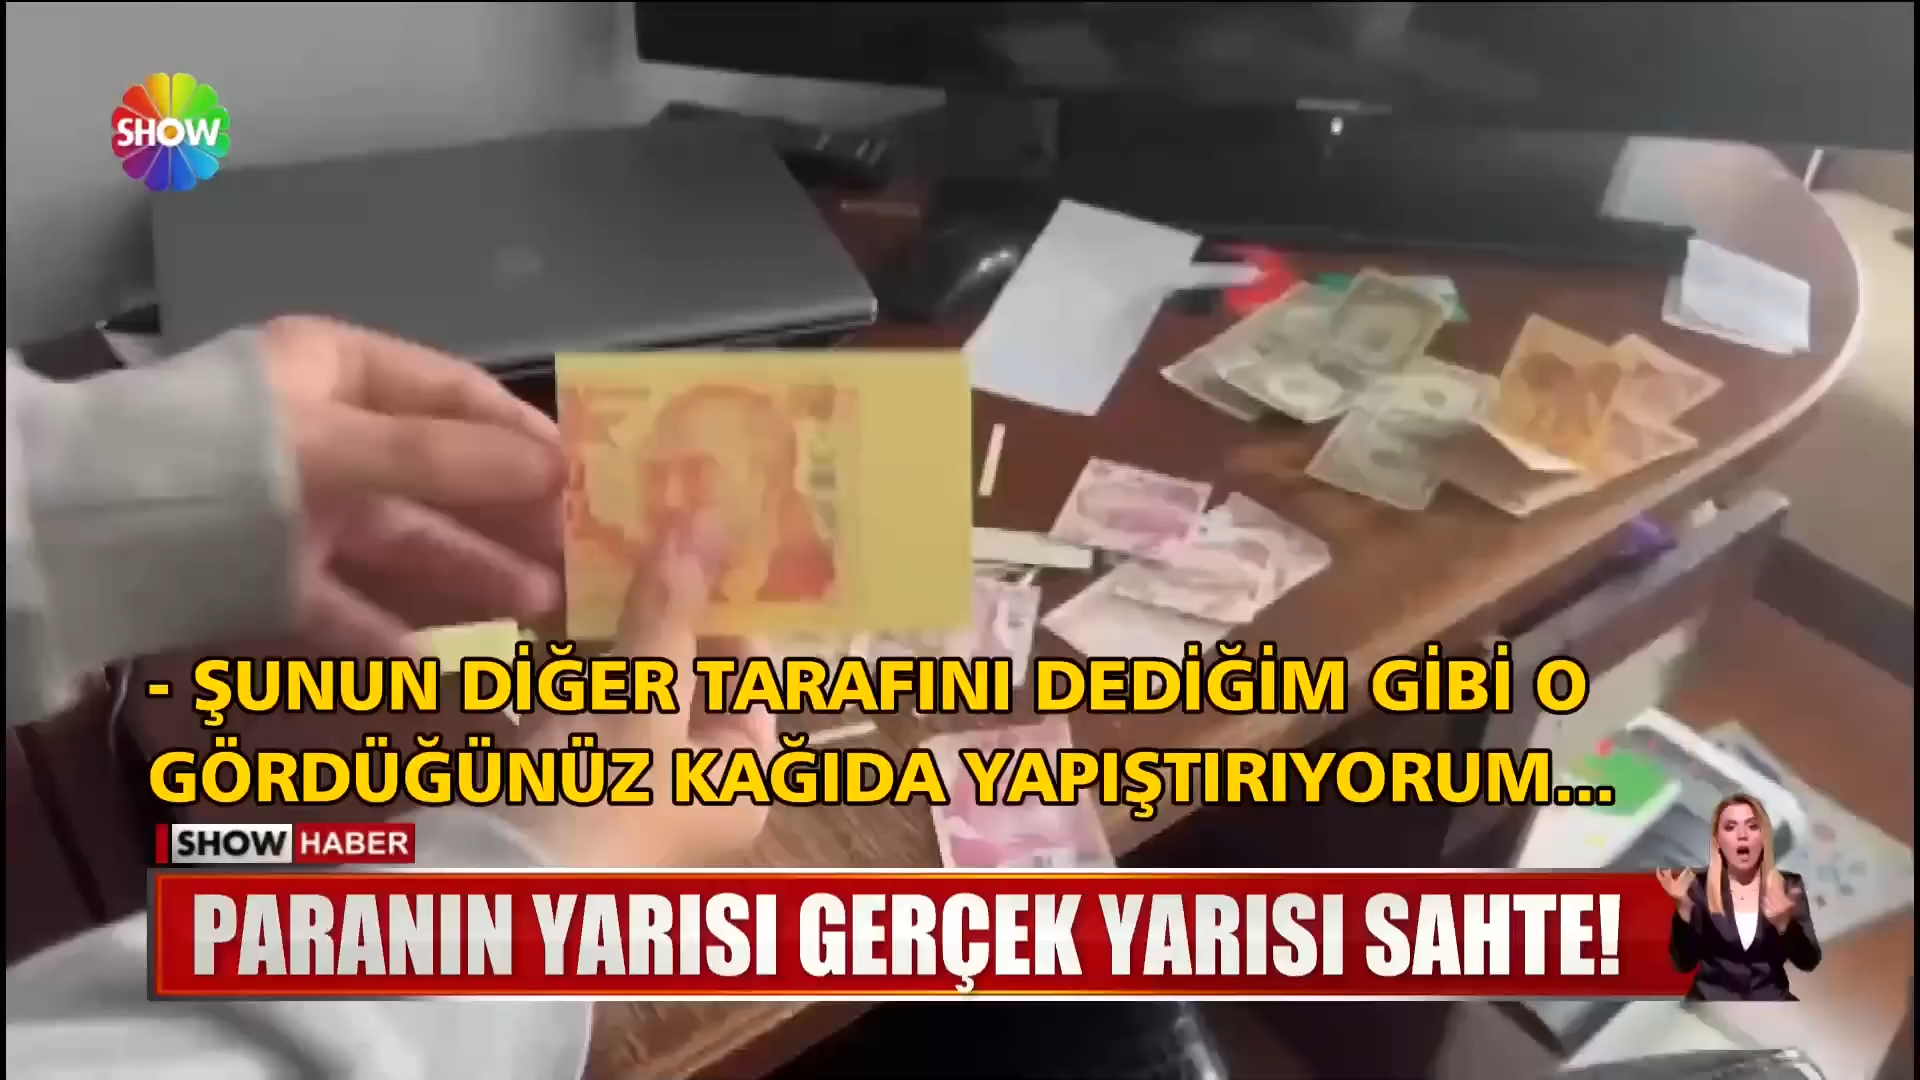 SHOW
- ŞUNUN DİĞER TARAFINI DEDİĞİM GİBİ O
GÖRDÜĞÜNÜZ KAĞIDA YAPIŞTIRIYORUM...
SHOW HABER
PARANIN YARISI GERÇEK YARISI SAHTE!